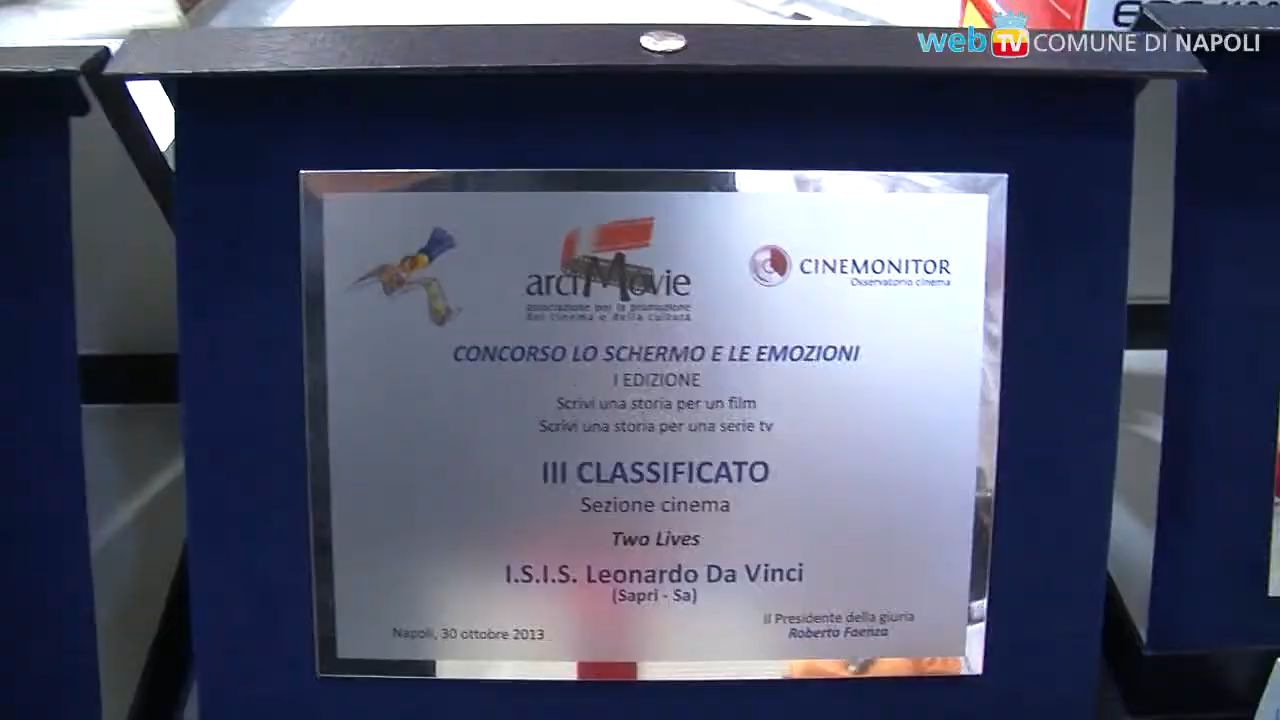 web TV COMUNE DI NAPOLI
arciMovie
associazione per la promozione
del cinema e della cultura
CINEMONITOR
Osservatorio cinema
CONCORSO LO SCHERMO E LE EMOZIONI
I EDIZIONE
Scrivi una storia per un film
Scrivi una storia per una serie tv
III CLASSIFICATO
Sezione cinema
Two Lives
I.S.I.S. Leonardo Da Vinci
(Sapri - Sa)
Il Presidente della giuria
Napoli, 30 ottobre 2013
Roberto Faenza